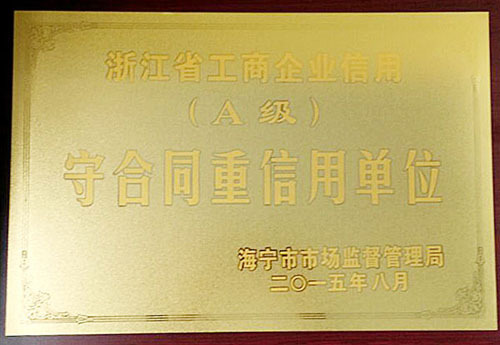 浙江省工商企业信用
（A级）
守合同重信用单位
海宁市市场监督管理局
二〇一五年八月